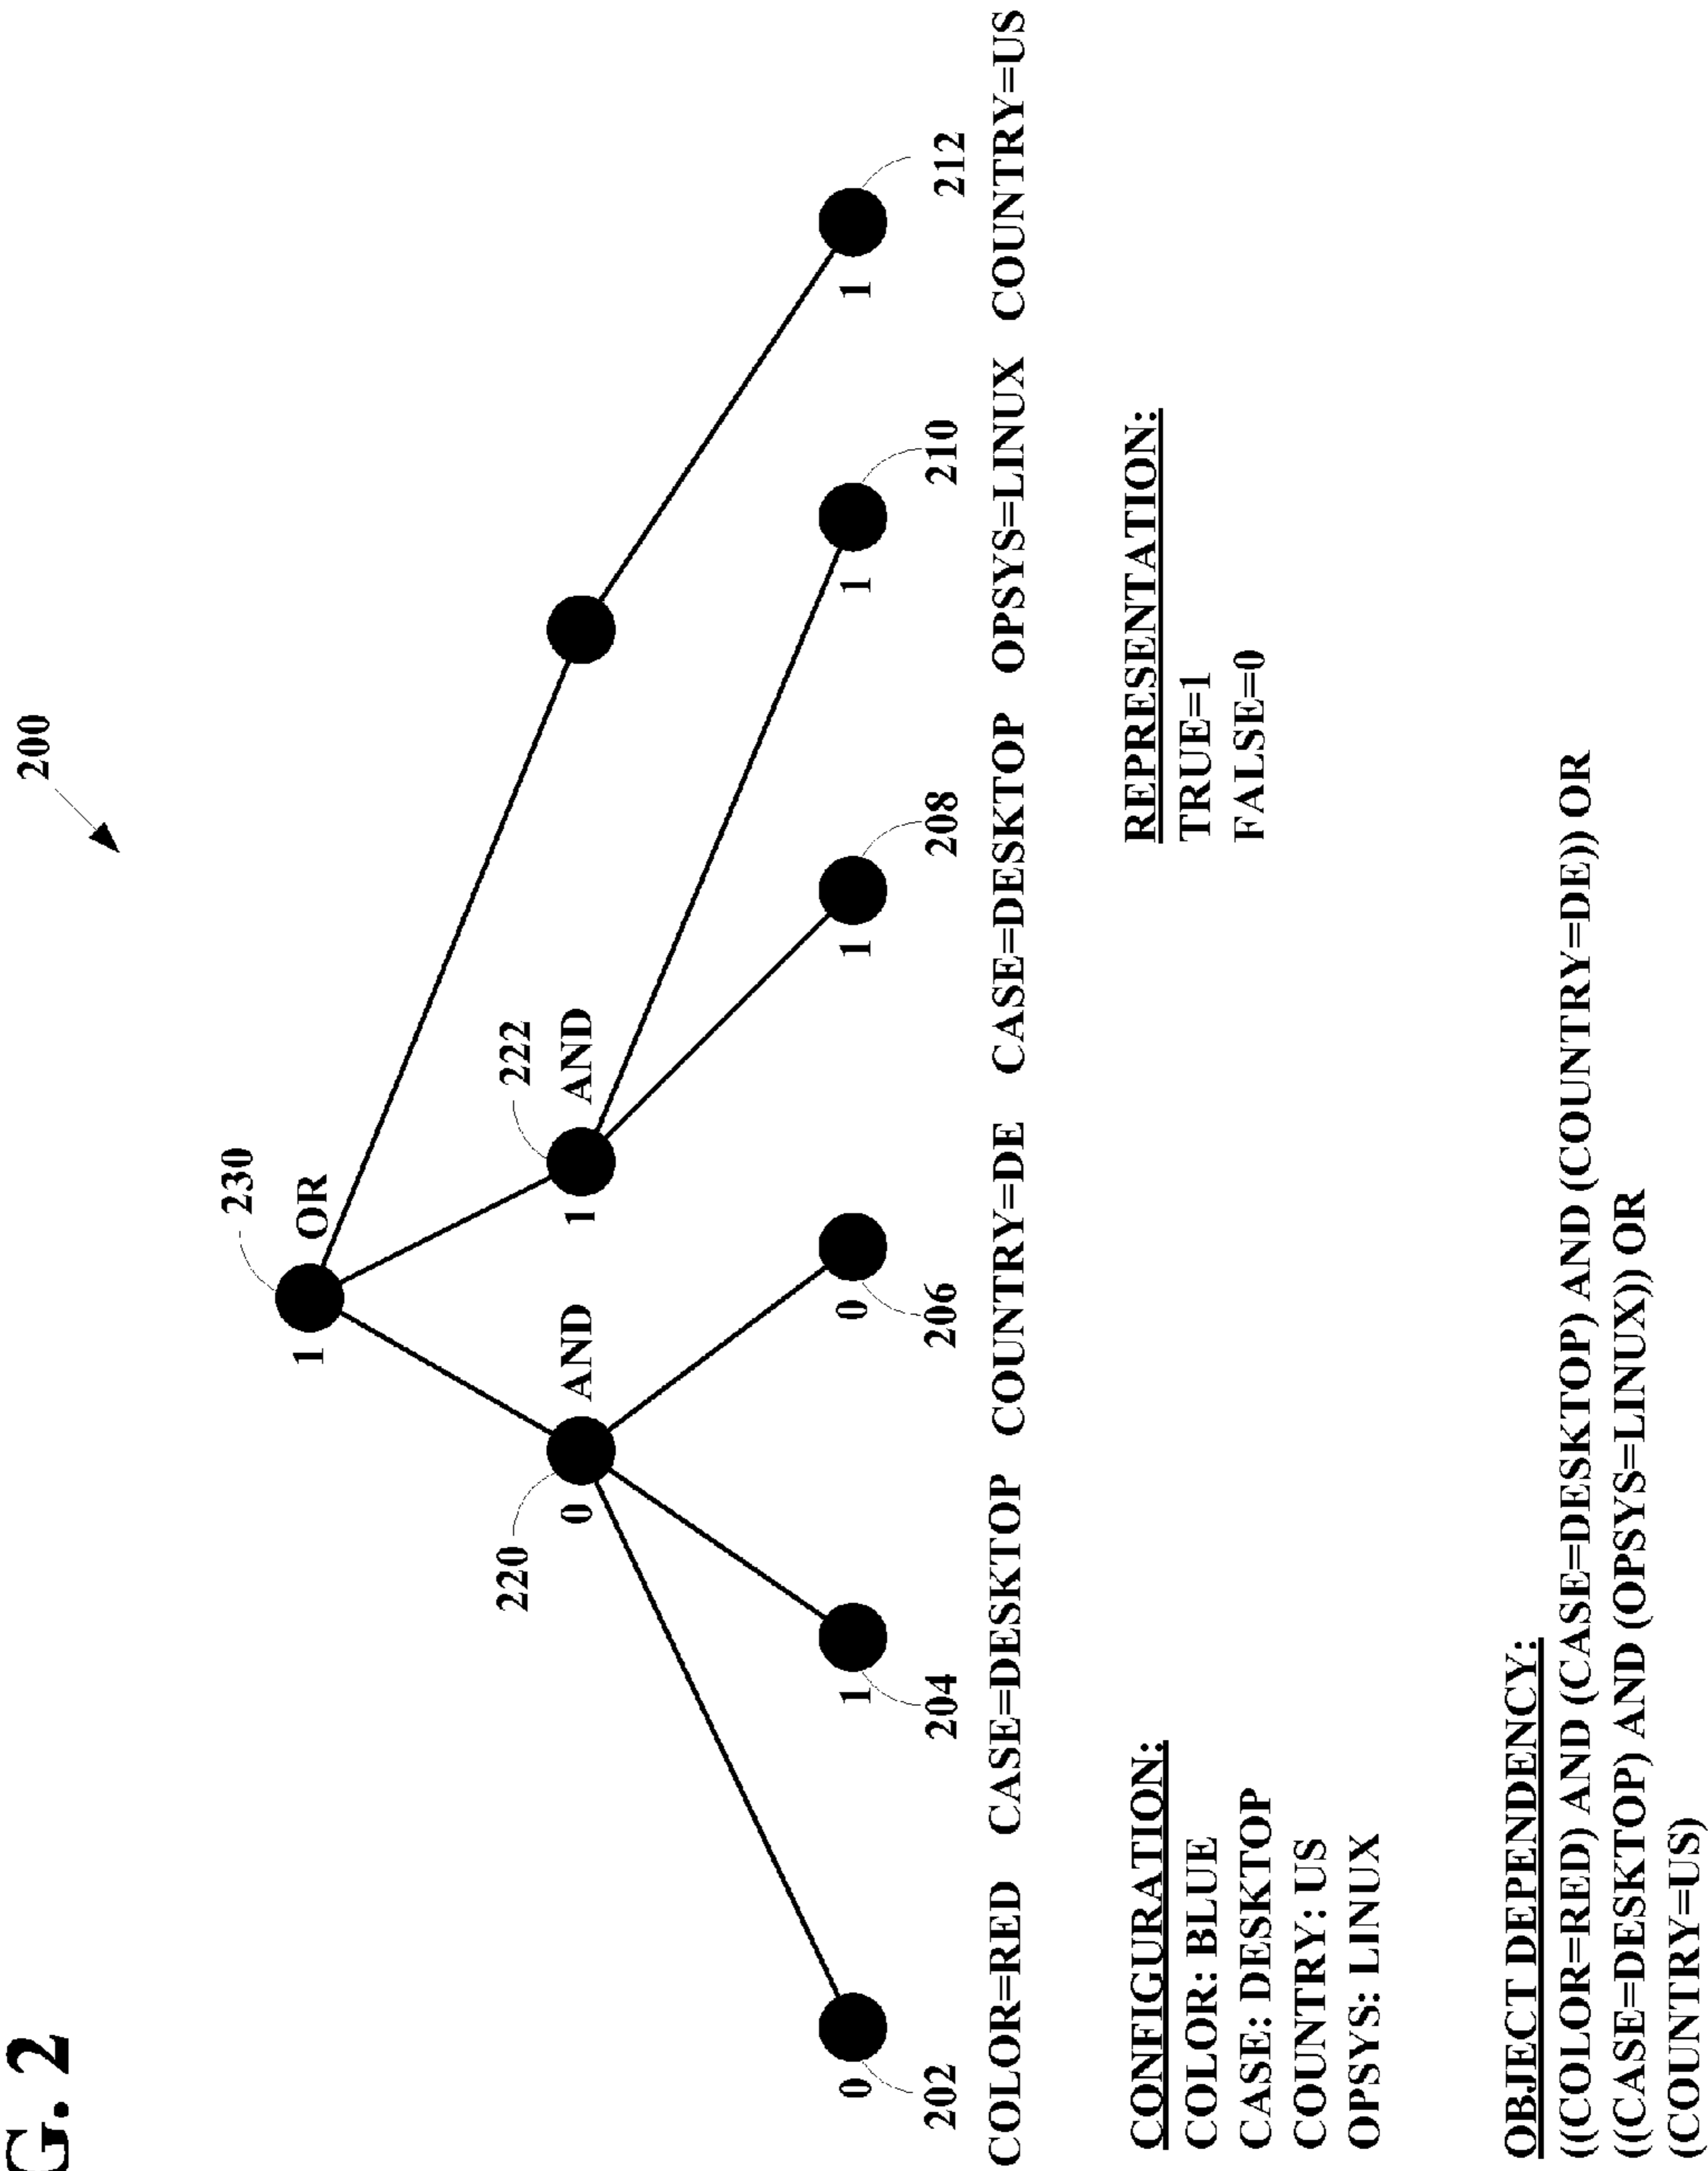 G. 2
200
230
1 OR
220
222
0 AND
1 AND
0
1
0
1
1
1
202
204
206
208
210
212
COLOR=RED CASE=DESKTOP COUNTRY=DE CASE=DESKTOP OPSYS=LINUX COUNTRY=US
CONFIGURATION:
COLOR: BLUE
CASE: DESKTOP
COUNTRY: US
OPSYS: LINUX
REPRESENTATION:
TRUE=1
FALSE=0
OBJECT DEPENDENCY:
((COLOR=RED) AND (CASE=DESKTOP) AND (COUNTRY=DE)) OR
((CASE=DESKTOP) AND (OPSYS=LINUX)) OR
(COUNTRY=US)